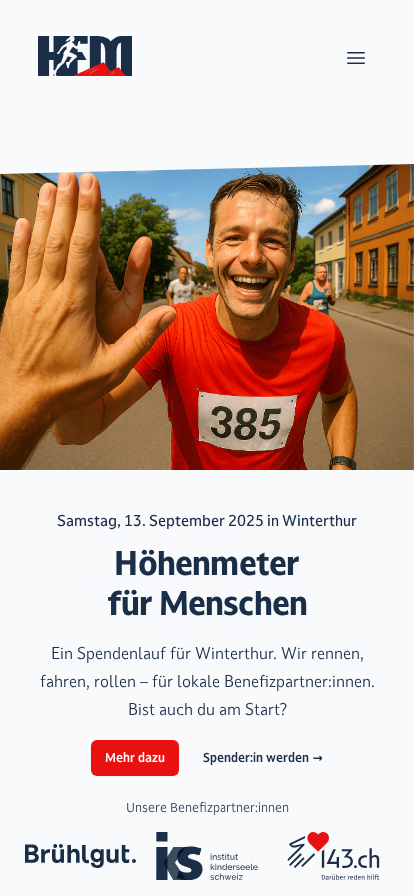 HFM
385
Samstag, 13. September 2025 in Winterthur
Höhenmeter
für Menschen
Ein Spendenlauf für Winterthur. Wir rennen,
fahren, rollen – für lokale Benefizpartner:innen.
Bist auch du am Start?
Mehr dazu
Spender:in werden →
Unsere Benefizpartner:innen
Brühlgut.
iks
institut
kinderseele
schweiz
143.ch
Darüber reden hilft.